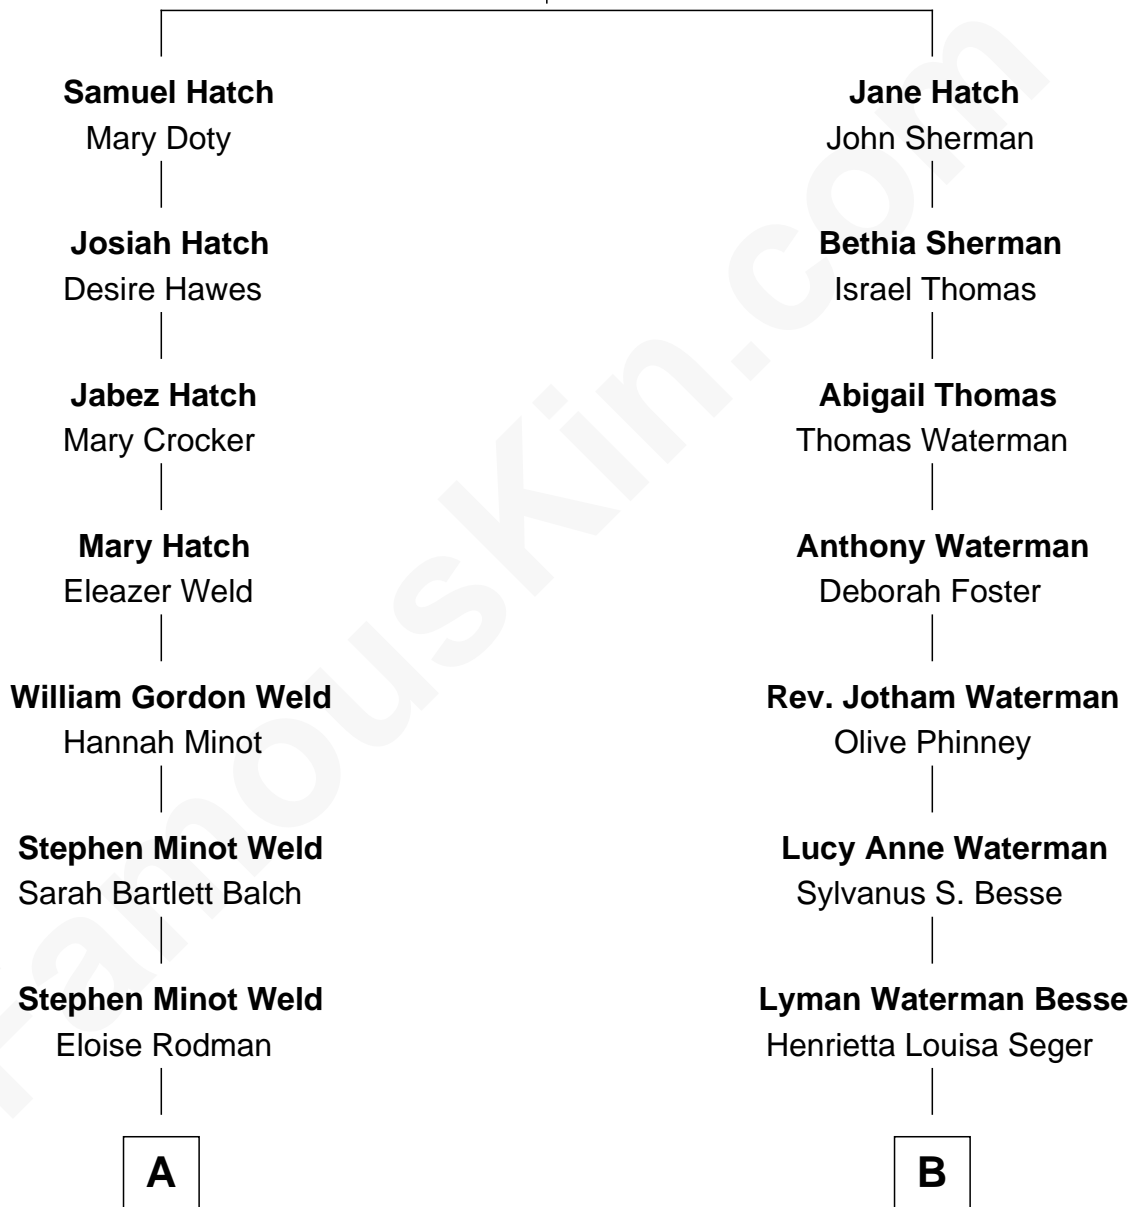 Samuel Hatch
Mary Doty
Josiah Hatch
Desire Hawes
Jabez Hatch
Mary Crocker
Mary Hatch
Eleazer Weld
William Gordon Weld
Hannah Minot
Stephen Minot Weld
Sarah Bartlett Balch
Stephen Minot Weld
Eloise Rodman
A
Jane Hatch
John Sherman
Bethia Sherman
Israel Thomas
Abigail Thomas
Thomas Waterman
Anthony Waterman
Deborah Foster
Rev. Jotham Waterman
Olive Phinney
Lucy Anne Waterman
Sylvanus S. Besse
Lyman Waterman Besse
Henrietta Louisa Seger
B
FamousKin.com